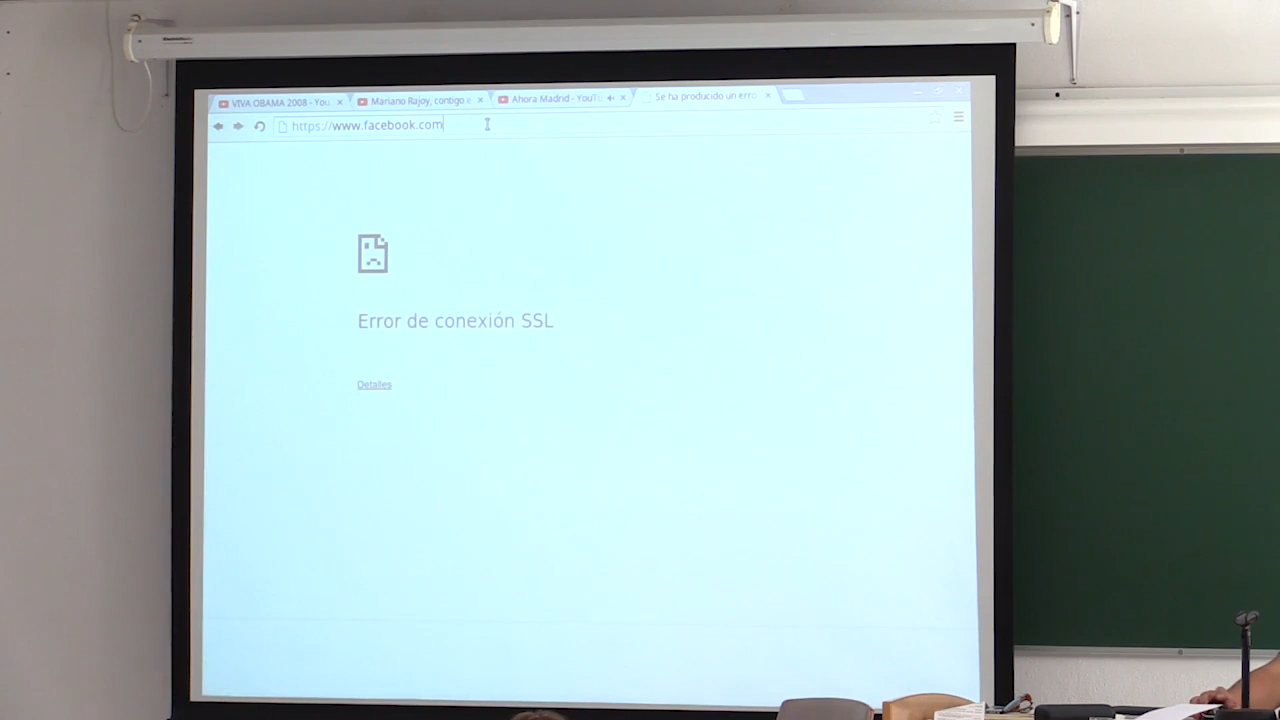 VIVA OBAMA 2008 - You
Mariano Rajoy, contigo e
Ahora Madrid - YouTu
Se ha producido un erro
https://www.facebook.com
Error de conexión SSL
Detalles